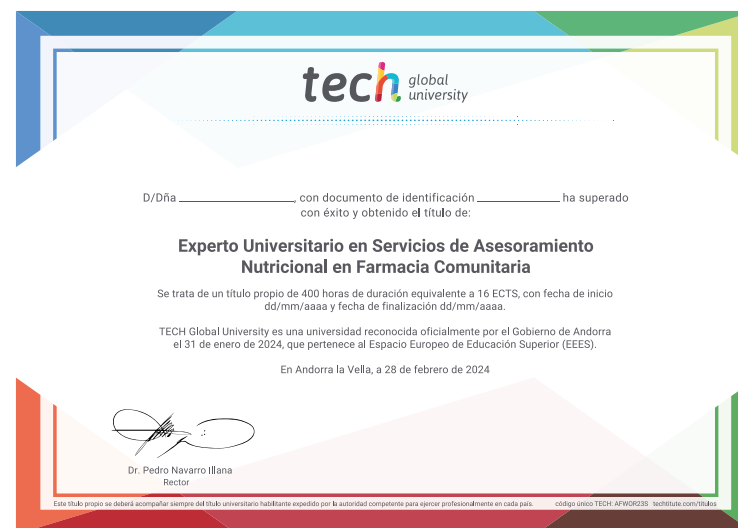 tech global university
D/Dña ____________, con documento de identificación ____________ ha superado
con éxito y obtenido el título de:
Experto Universitario en Servicios de Asesoramiento
Nutricional en Farmacia Comunitaria
Se trata de un título propio de 400 horas de duración equivalente a 16 ECTS, con fecha de inicio
dd/mm/aaaa y fecha de finalización dd/mm/aaaa.
TECH Global University es una universidad reconocida oficialmente por el Gobierno de Andorra
el 31 de enero de 2024, que pertenece al Espacio Europeo de Educación Superior (EEES).
En Andorra la Vella, a 28 de febrero de 2024
Dr. Pedro Navarro Illana
Rector
Este título propio se deberá acompañar siempre del título universitario habilitante expedido por la autoridad competente para ejercer profesionalmente en cada país. código único TECH: AFWOR23S techtitute.com/titulos